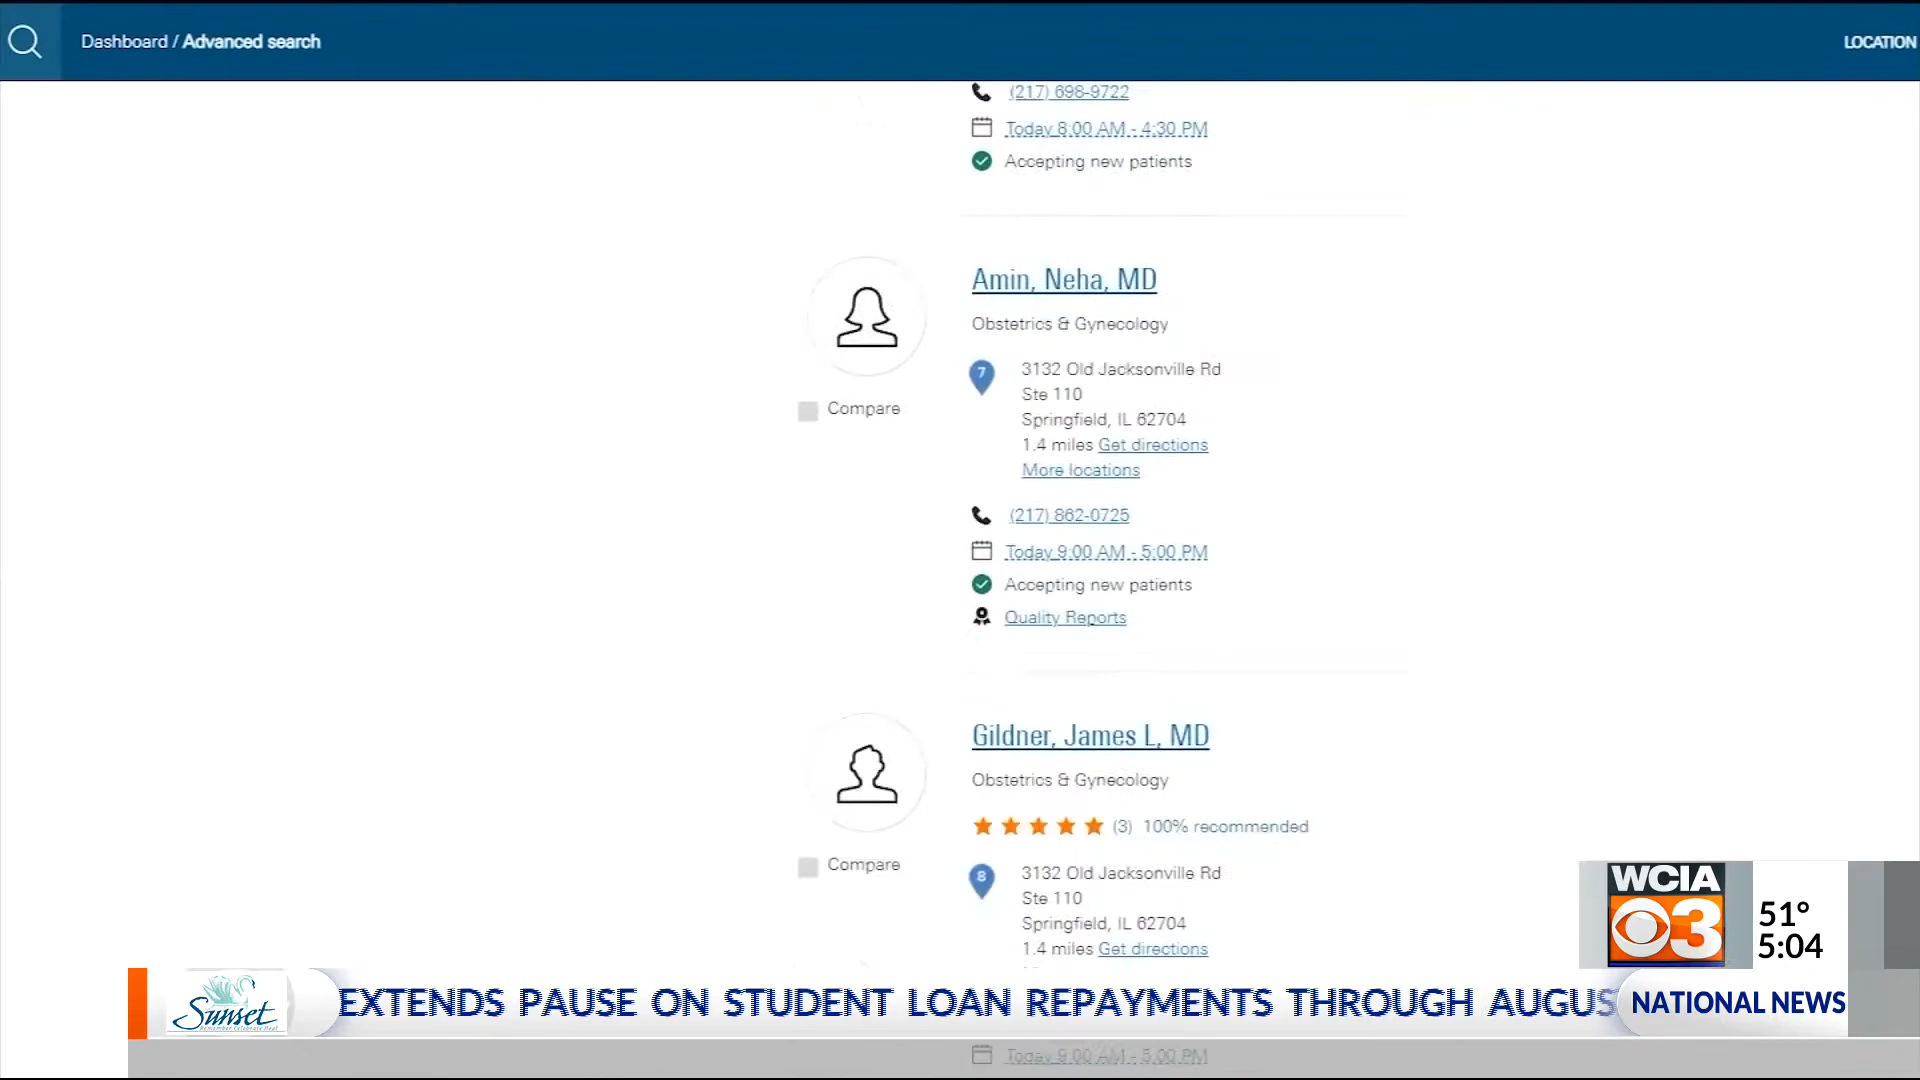 Dashboard / Advanced search
LOCATION
(217) 698-9722
Today 8:00 AM - 4:30 PM
Accepting new patients
Amin, Neha, MD
Obstetrics & Gynecology
7
3132 Old Jacksonville Rd
Ste 110
Springfield, IL 62704
1.4 miles Get directions
More locations
Compare
(217) 862-0725
Today 9:00 AM - 5:00 PM
Accepting new patients
Quality Reports
Gildner, James L, MD
Obstetrics & Gynecology
(3) 100% recommended
Compare
8
3132 Old Jacksonville Rd
Ste 110
Springfield, IL 62704
1.4 miles Get directions
WCIA
3
51°
5:04
Sunset
Remember Celebrate Heal
EXTENDS PAUSE ON STUDENT LOAN REPAYMENTS THROUGH AUGUS
NATIONAL NEWS
Today 9:00 AM - 5:00 PM